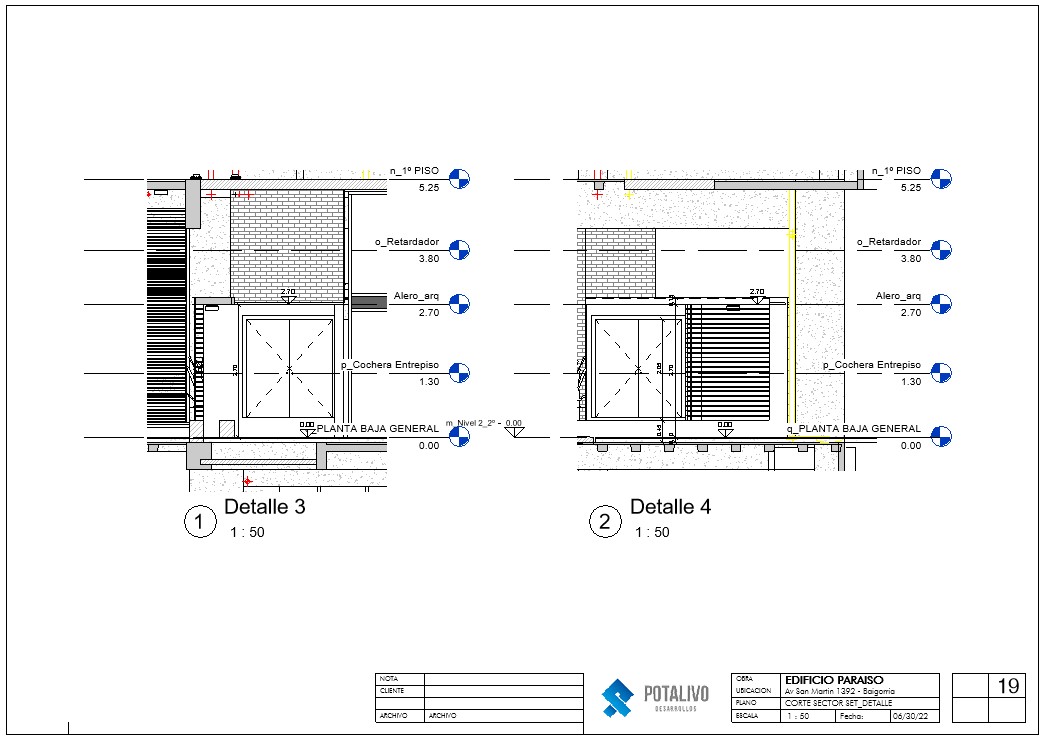 n_1º PISO
5.25
o_Retardador
3.80
Alero_arq
2.70
p_Cochera Entrepiso
1.30
_PLANTA BAJA GENERAL
0.00
2.70
2.70
0.00
m_Nivel 2_2º - 0.00
n_1º PISO
5.25
o_Retardador
3.80
Alero_arq
2.70
p_Cochera Entrepiso
1.30
q_PLANTA BAJA GENERAL
0.00
2.70
0.00
1 Detalle 3
1 : 50
2 Detalle 4
1 : 50
NOTA
CLIENTE
ARCHIVO ARCHIVO
POTALIVO
DESARROLLOS
OBRA EDIFICIO PARAISO
UBICACION Av San Martin 1392 - Baigorria
PLANO CORTE SECTOR SET_DETALLE
ESCALA 1 : 50 Fecha: 06/30/22
19